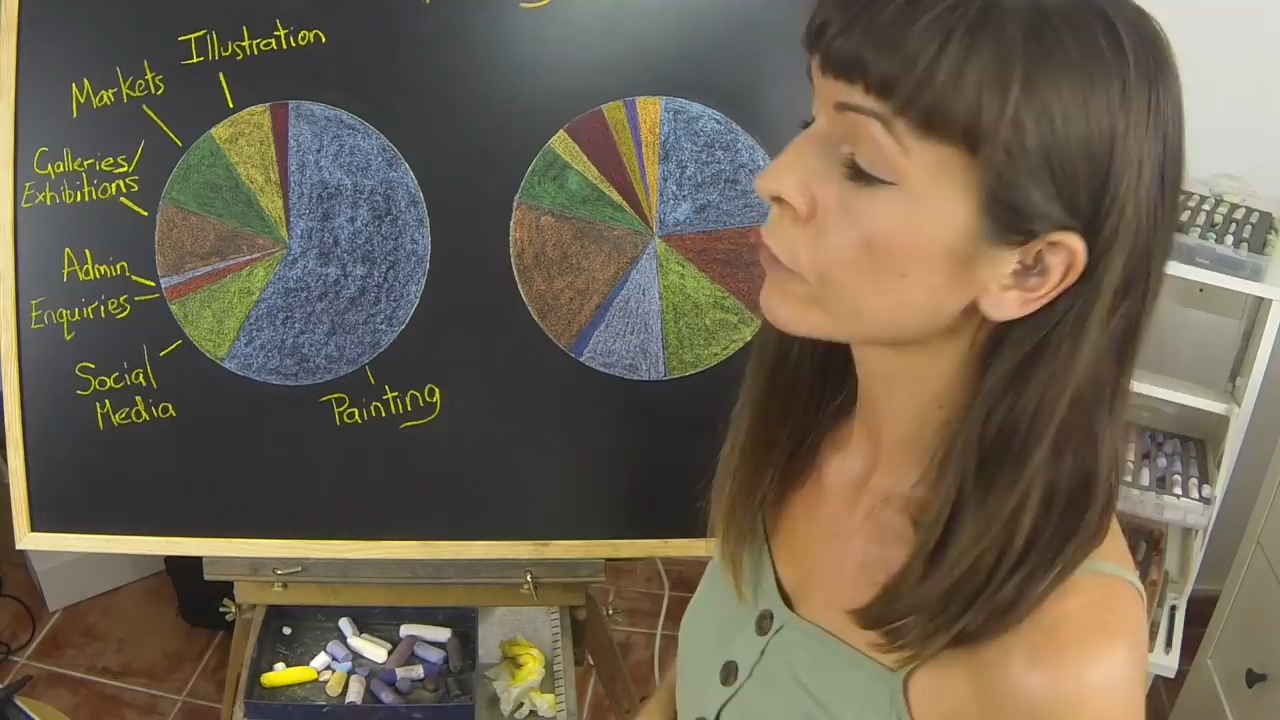 Illustration
Markets
Galleries/
Exhibitions
Admin
Enquiries
Social
Media
Painting